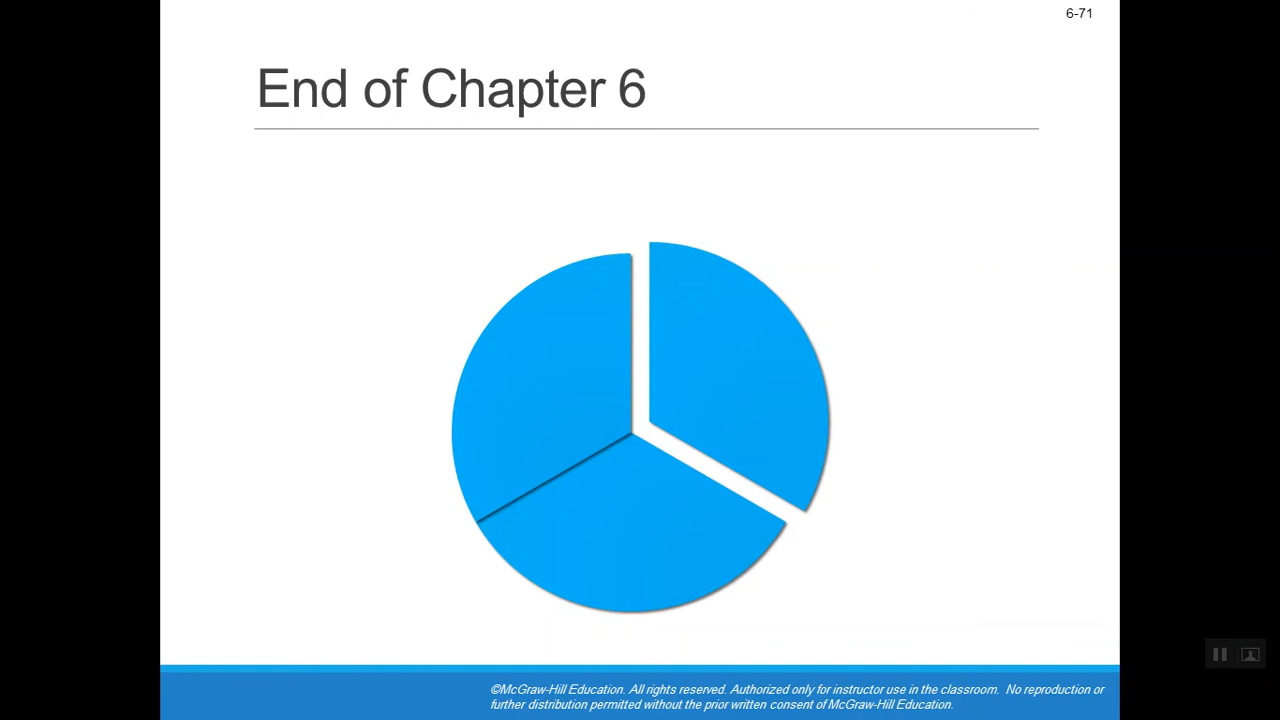 6-71
End of Chapter 6
©McGraw-Hill Education. All rights reserved. Authorized only for instructor use in the classroom. No reproduction or
further distribution permitted without the prior written consent of McGraw-Hill Education.